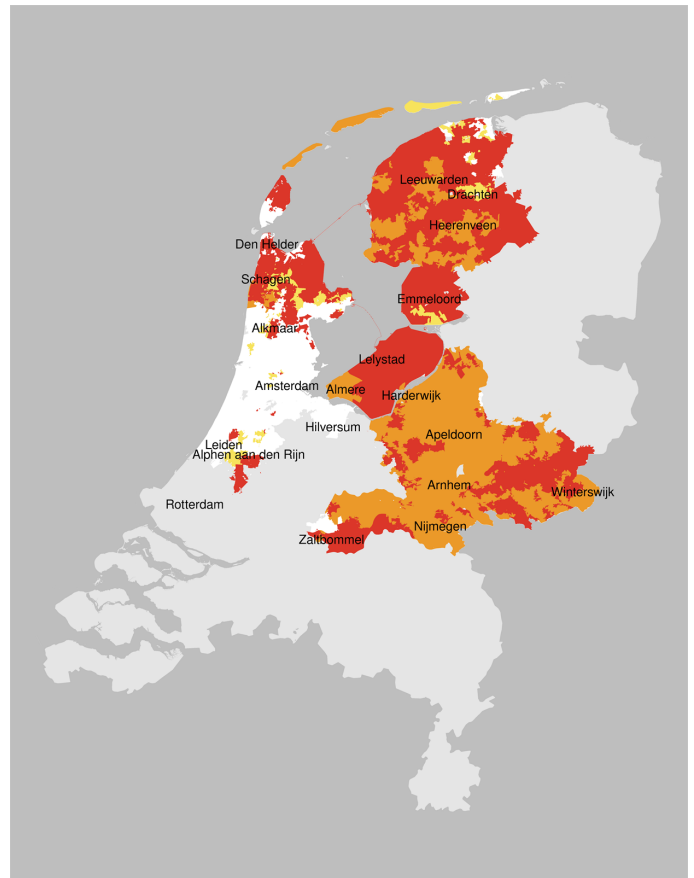 Leeuwarden
Drachten
Heerenveen
Den Helder
Schagen
Emmeloord
Alkmaar
Lelystad
Amsterdam
Almere
Harderwijk
Hilversum
Apeldoorn
Leiden
Alphen aan den Rijn
Arnhem
Winterswijk
Rotterdam
Nijmegen
Zaltbommel